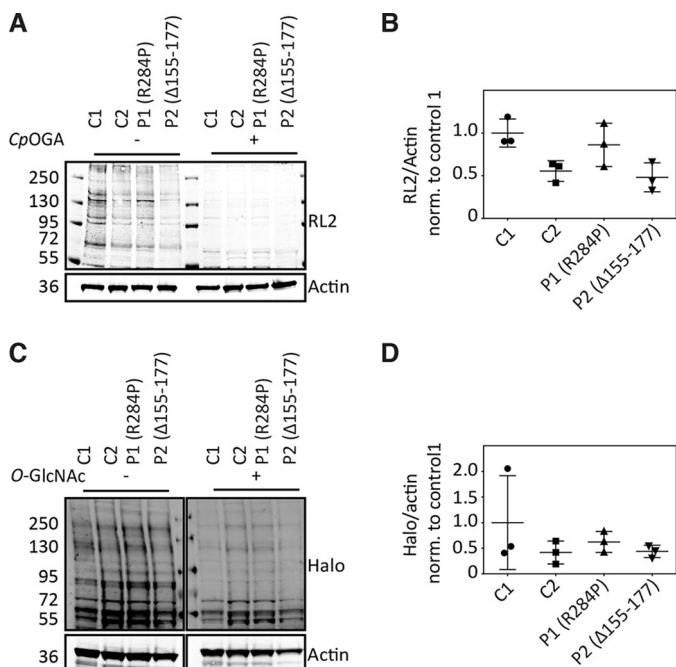 A
C1
C2
P1 (R284P)
P2 (Δ155-177)
C1
C2
P1 (R284P)
P2 (Δ155-177)
CpOGA
-
+
250
130
95
72
55
RL2
36
Actin
B
RL2/Actin
norm. to control 1
1.0
0.5
0
C1
C2
P1 (R284P)
P2 (Δ155-177)
C
C1
C2
P1 (R284P)
P2 (Δ155-177)
C1
C2
P1 (R284P)
P2 (Δ155-177)
O-GlcNAc
-
+
250
130
95
72
55
Halo
36
Actin
D
Halo/actin
norm. to control1
2.0
1.5
1.0
0.5
0
C1
C2
P1 (R284P)
P2 (Δ155-177)